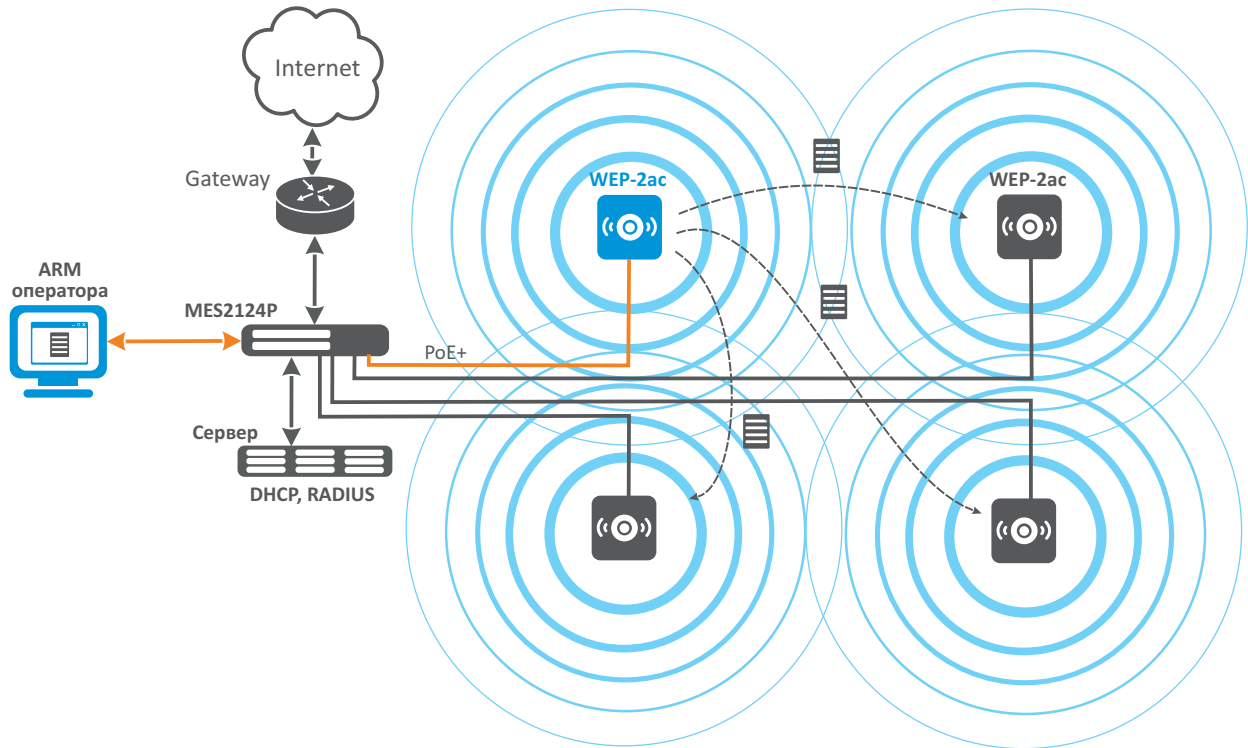 Internet
Gateway
WEP-2ac
WEP-2ac
ARM
оператора
MES2124P
PoE+
Сервер
DHCP, RADIUS